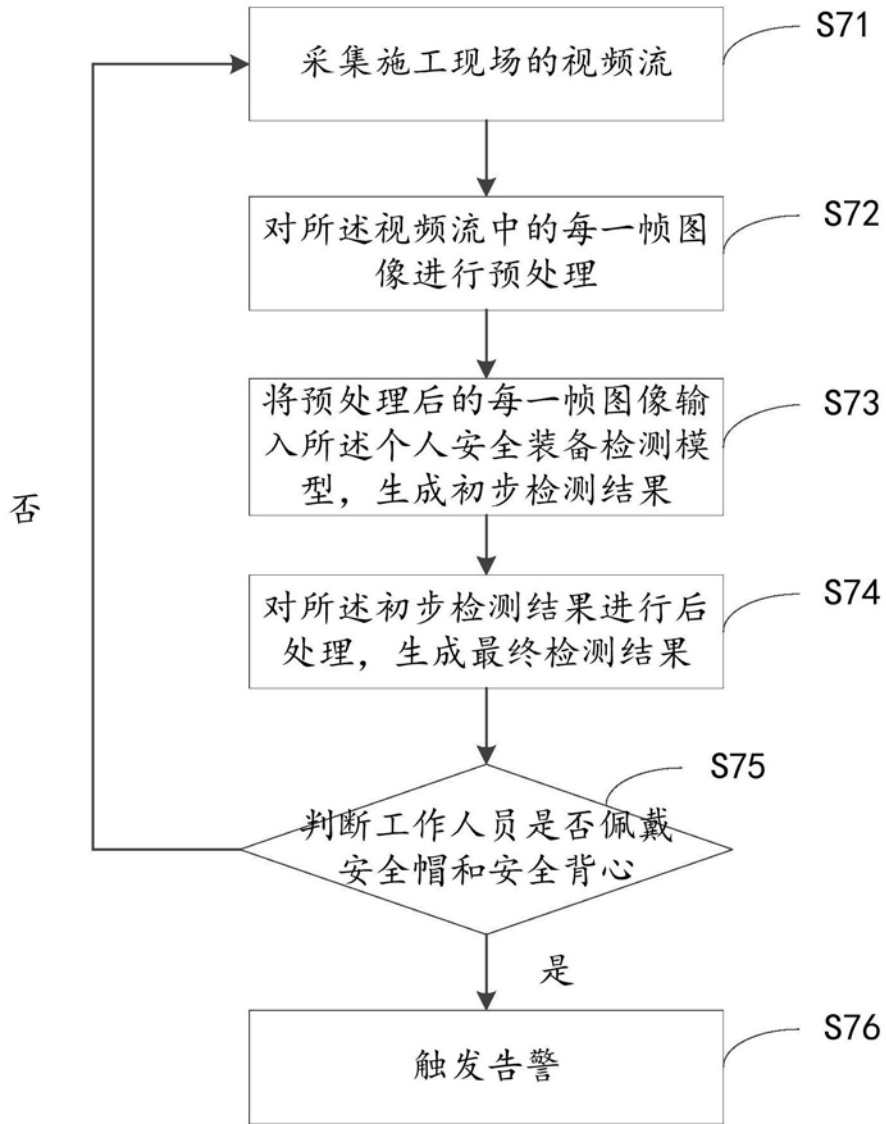 采集施工现场的视频流
S71
对所述视频流中的每一帧图
像进行预处理
S72
将预处理后的每一帧图像输
入所述个人安全装备检测模
型，生成初步检测结果
S73
对所述初步检测结果进行后
处理，生成最终检测结果
S74
判断工作人员是否佩戴
安全帽和安全背心
S75
否
是
触发告警
S76